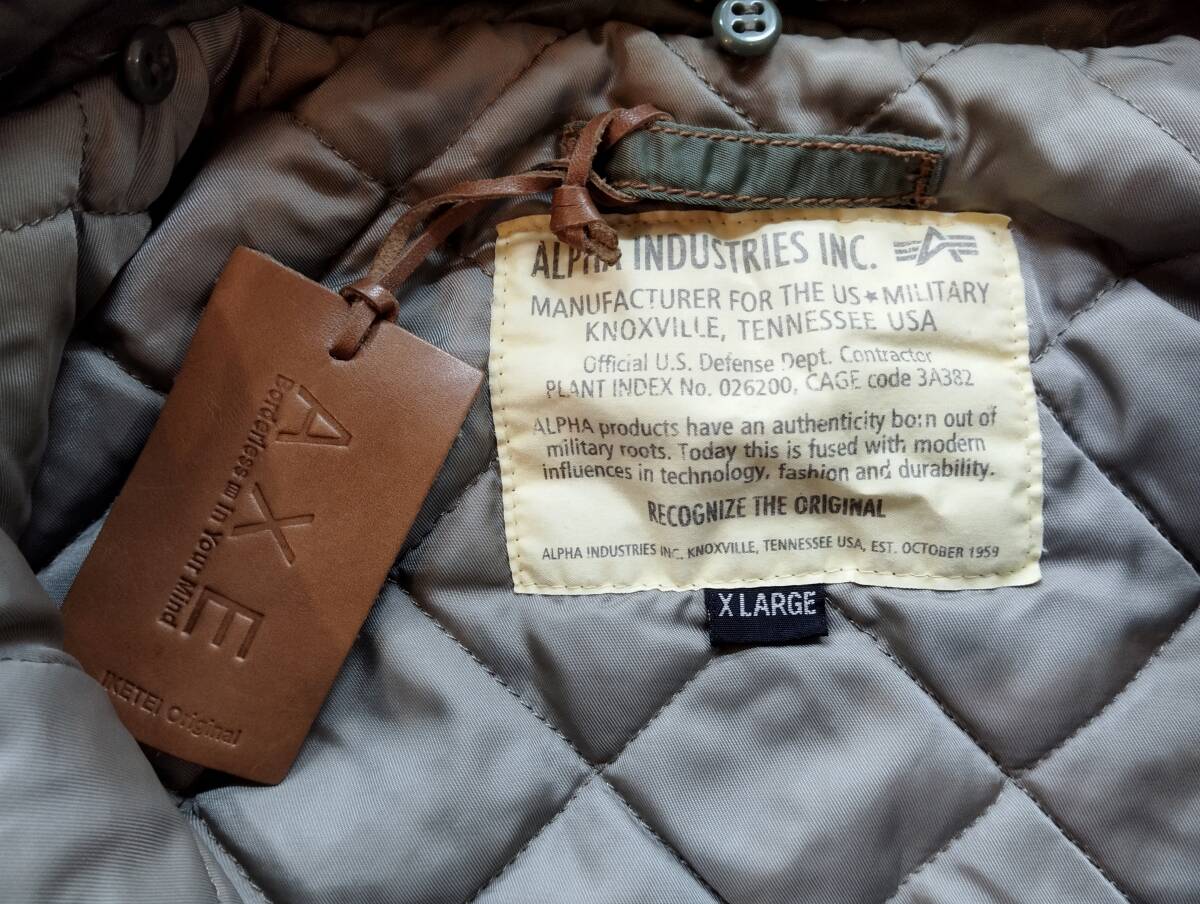 AXE
Borderless in Your Mind
IKETEI Original
ALPHA INDUSTRIES INC.
MANUFACTURER FOR THE US★MILITARY
KNOXVILLE, TENNESSEE USA
Official U.S. Defense Dept. Contractor
PLANT INDEX No. 026200, CAGE code 3A382
ALPHA products have an authenticity born out of
military roots. Today this is fused with modern
influences in technology, fashion and durability.
RECOGNIZE THE ORIGINAL
ALPHA INDUSTRIES INC. KNOXVILLE, TENNESSEE USA, EST. OCTOBER 1959
X LARGE